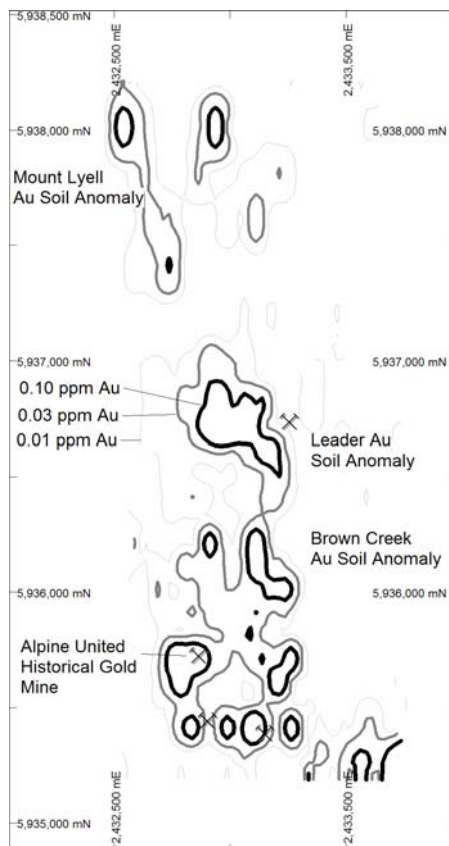 5,938,500 mN
2,432,500 mE
2,433,500 mE
5,938,000 mN
5,938,000 mN
Mount Lyell
Au Soil Anomaly
5,937,000 mN
5,937,000 mN
0.10 ppm Au
0.03 ppm Au
0.01 ppm Au
Leader Au
Soil Anomaly
Brown Creek
Au Soil Anomaly
5,936,000 mN
5,936,000 mN
Alpine United
Historical Gold
Mine
5,935,000 mN
2,432,500 mE
2,433,500 mE